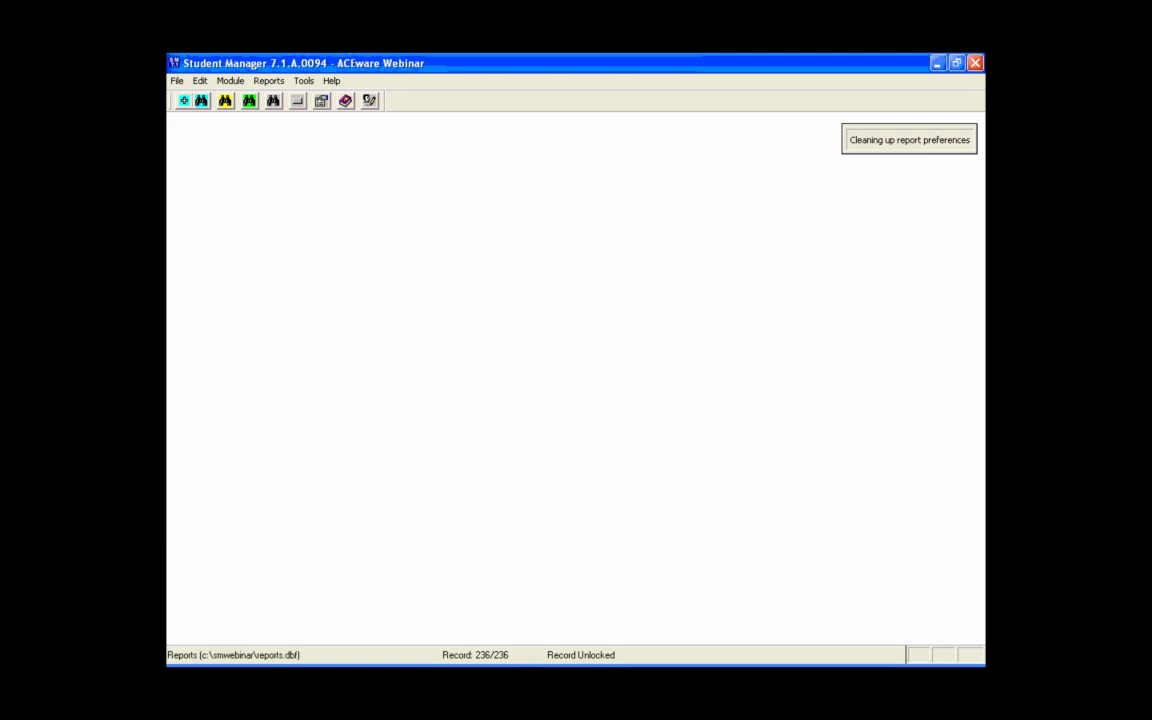 Student Manager 7.1.A.0094 - ACEware Webinar
File Edit Module Reports Tools Help
Cleaning up report preferences
Reports (c:\smwebinar\reports.dbf) Record: 236/236 Record Unlocked